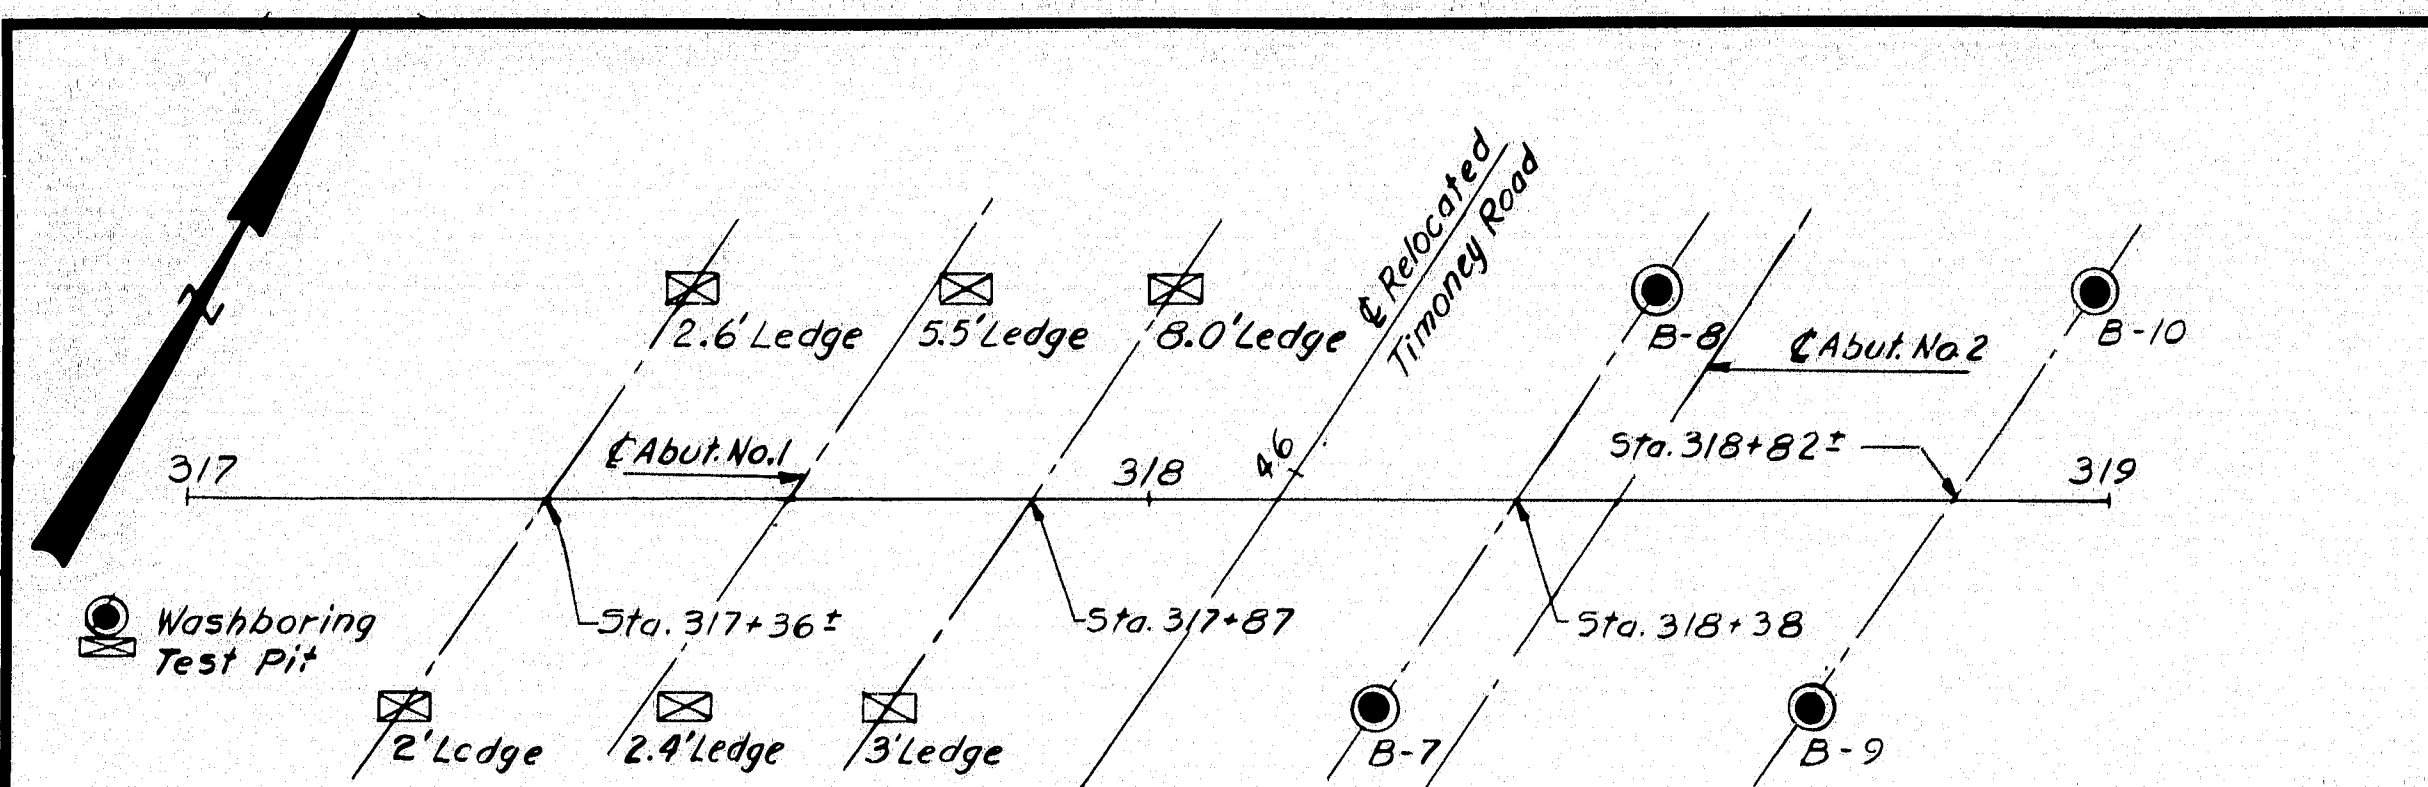 ℄ Relocated
Timoney Road
N
2.6' Ledge
5.5' Ledge
8.0' Ledge
B-8
℄ Abut. No. 2
B-10
317
℄ Abut. No. 1
318
46
Sta. 318+82±
319
Washboring
Test Pit
Sta. 317+36±
Sta. 317+87
Sta. 318+38
2' Ledge
2.4' Ledge
3' Ledge
B-7
B-9